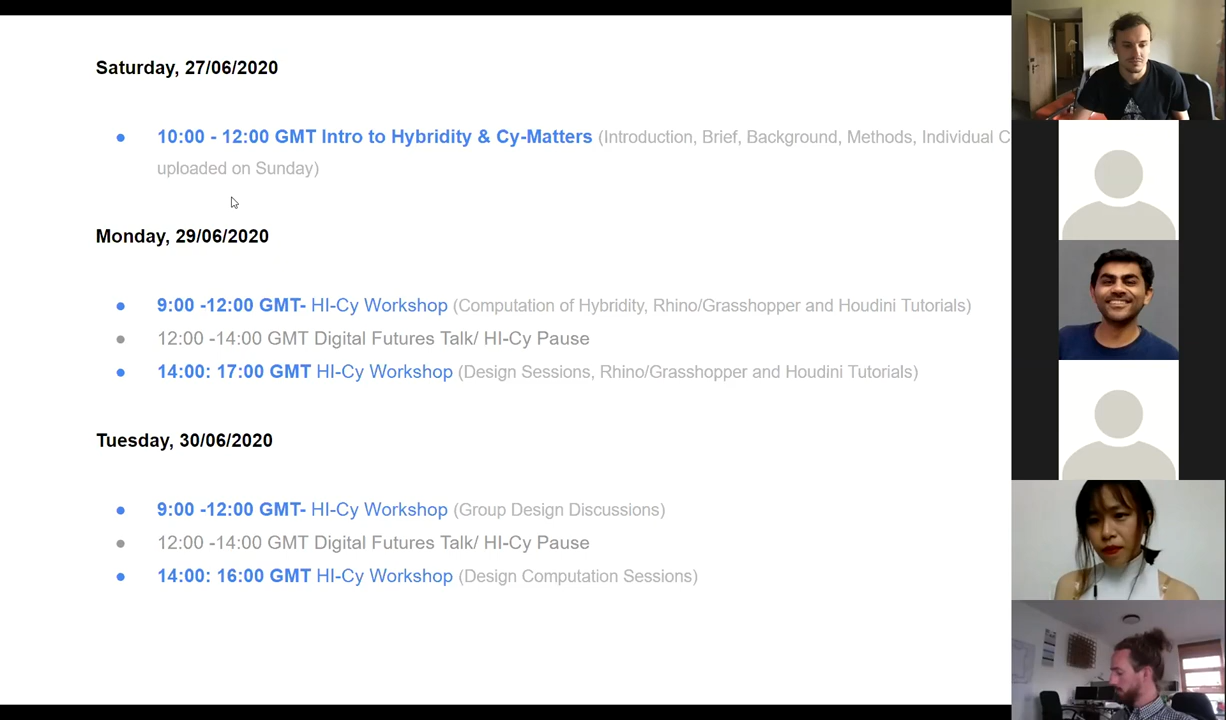 Saturday, 27/06/2020
10:00 - 12:00 GMT Intro to Hybridity & Cy-Matters (Introduction, Brief, Background, Methods, Individual C
uploaded on Sunday)
Monday, 29/06/2020
9:00 -12:00 GMT- HI-Cy Workshop (Computation of Hybridity, Rhino/Grasshopper and Houdini Tutorials)
12:00 -14:00 GMT Digital Futures Talk/ HI-Cy Pause
14:00: 17:00 GMT HI-Cy Workshop (Design Sessions, Rhino/Grasshopper and Houdini Tutorials)
Tuesday, 30/06/2020
9:00 -12:00 GMT- HI-Cy Workshop (Group Design Discussions)
12:00 -14:00 GMT Digital Futures Talk/ HI-Cy Pause
14:00: 16:00 GMT HI-Cy Workshop (Design Computation Sessions)